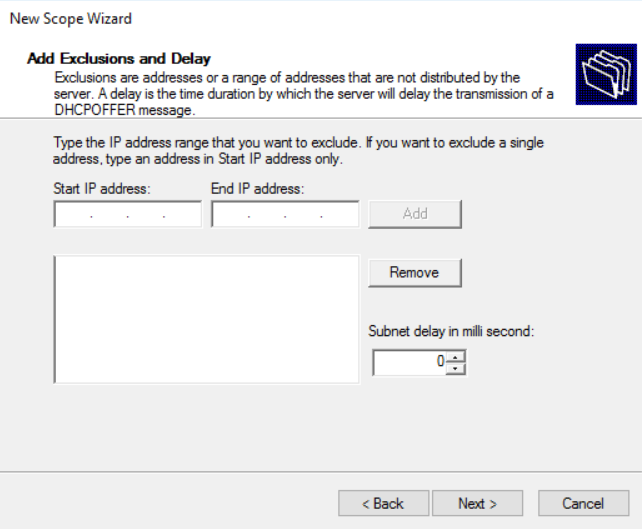 New Scope Wizard
Add Exclusions and Delay
Exclusions are addresses or a range of addresses that are not distributed by the
server. A delay is the time duration by which the server will delay the transmission of a
DHCPOFFER message.
Type the IP address range that you want to exclude. If you want to exclude a single
address, type an address in Start IP address only.
Start IP address: End IP address:
. . . . . . Add
Remove
Subnet delay in milli second:
0
< Back Next > Cancel